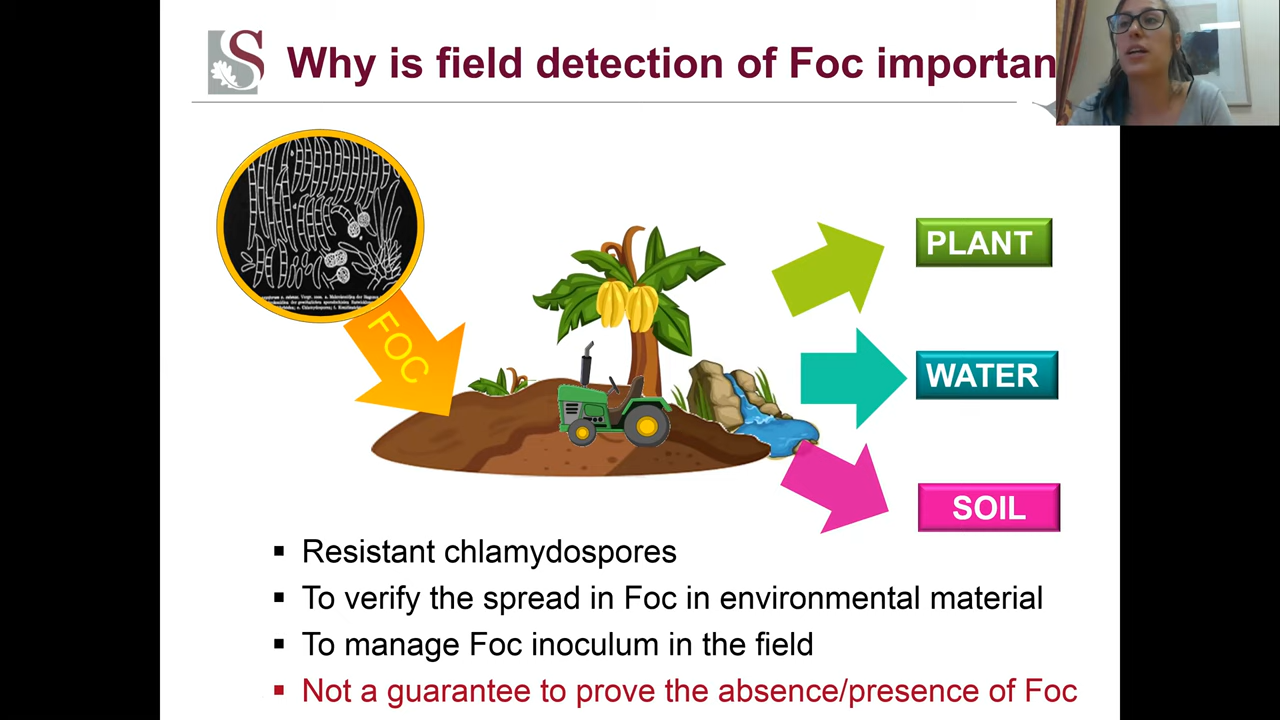 Why is field detection of Foc importan
FOC
PLANT
WATER
SOIL
▪ Resistant chlamydospores
▪ To verify the spread in Foc in environmental material
▪ To manage Foc inoculum in the field
▪ Not a guarantee to prove the absence/presence of Foc